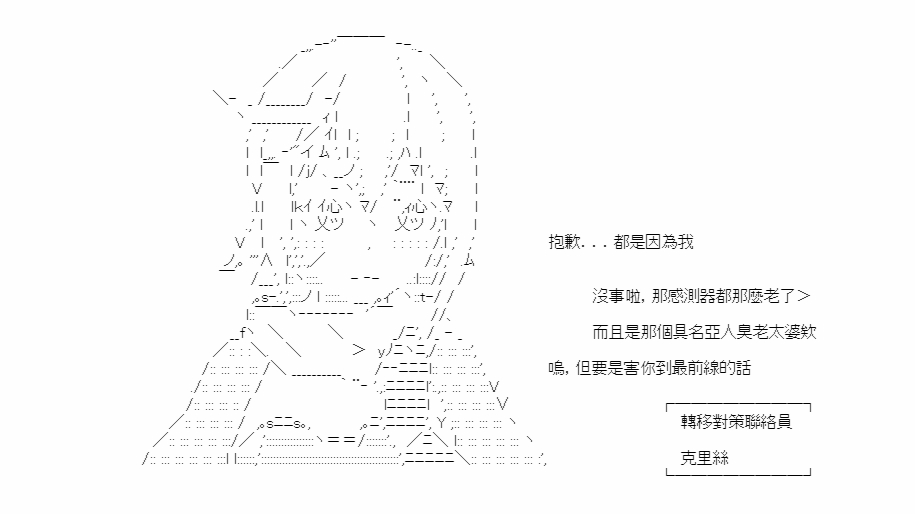 抱歉．．．都是因為我
沒事啦，那感測器都那麼老了＞
而且是那個具名亞人臭老太婆欸
嗚，但要是害你到最前線的話
轉移對策聯絡員
克里絲